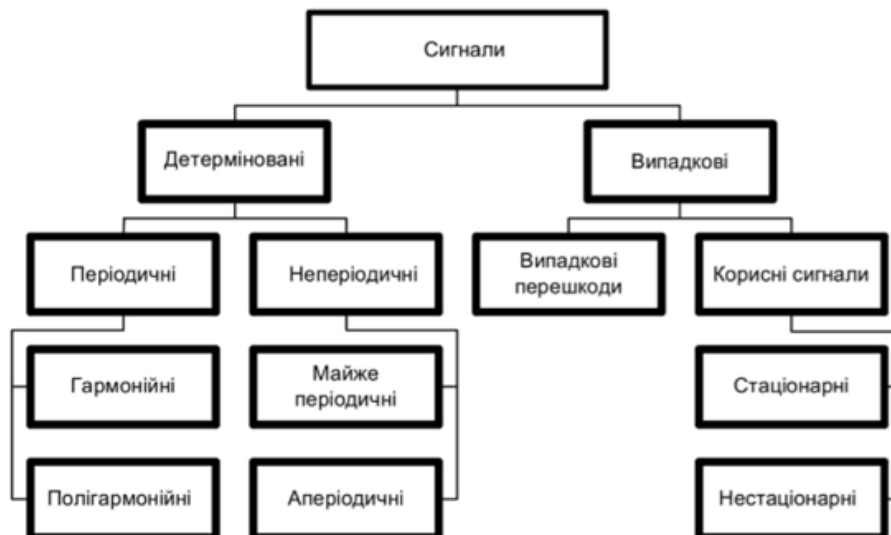 Сигнали
Детерміновані
Випадкові
Періодичні
Неперіодичні
Випадкові
перешкоди
Корисні сигнали
Гармонійні
Майже
періодичні
Стаціонарні
Полігармонійні
Аперіодичні
Нестаціонарні